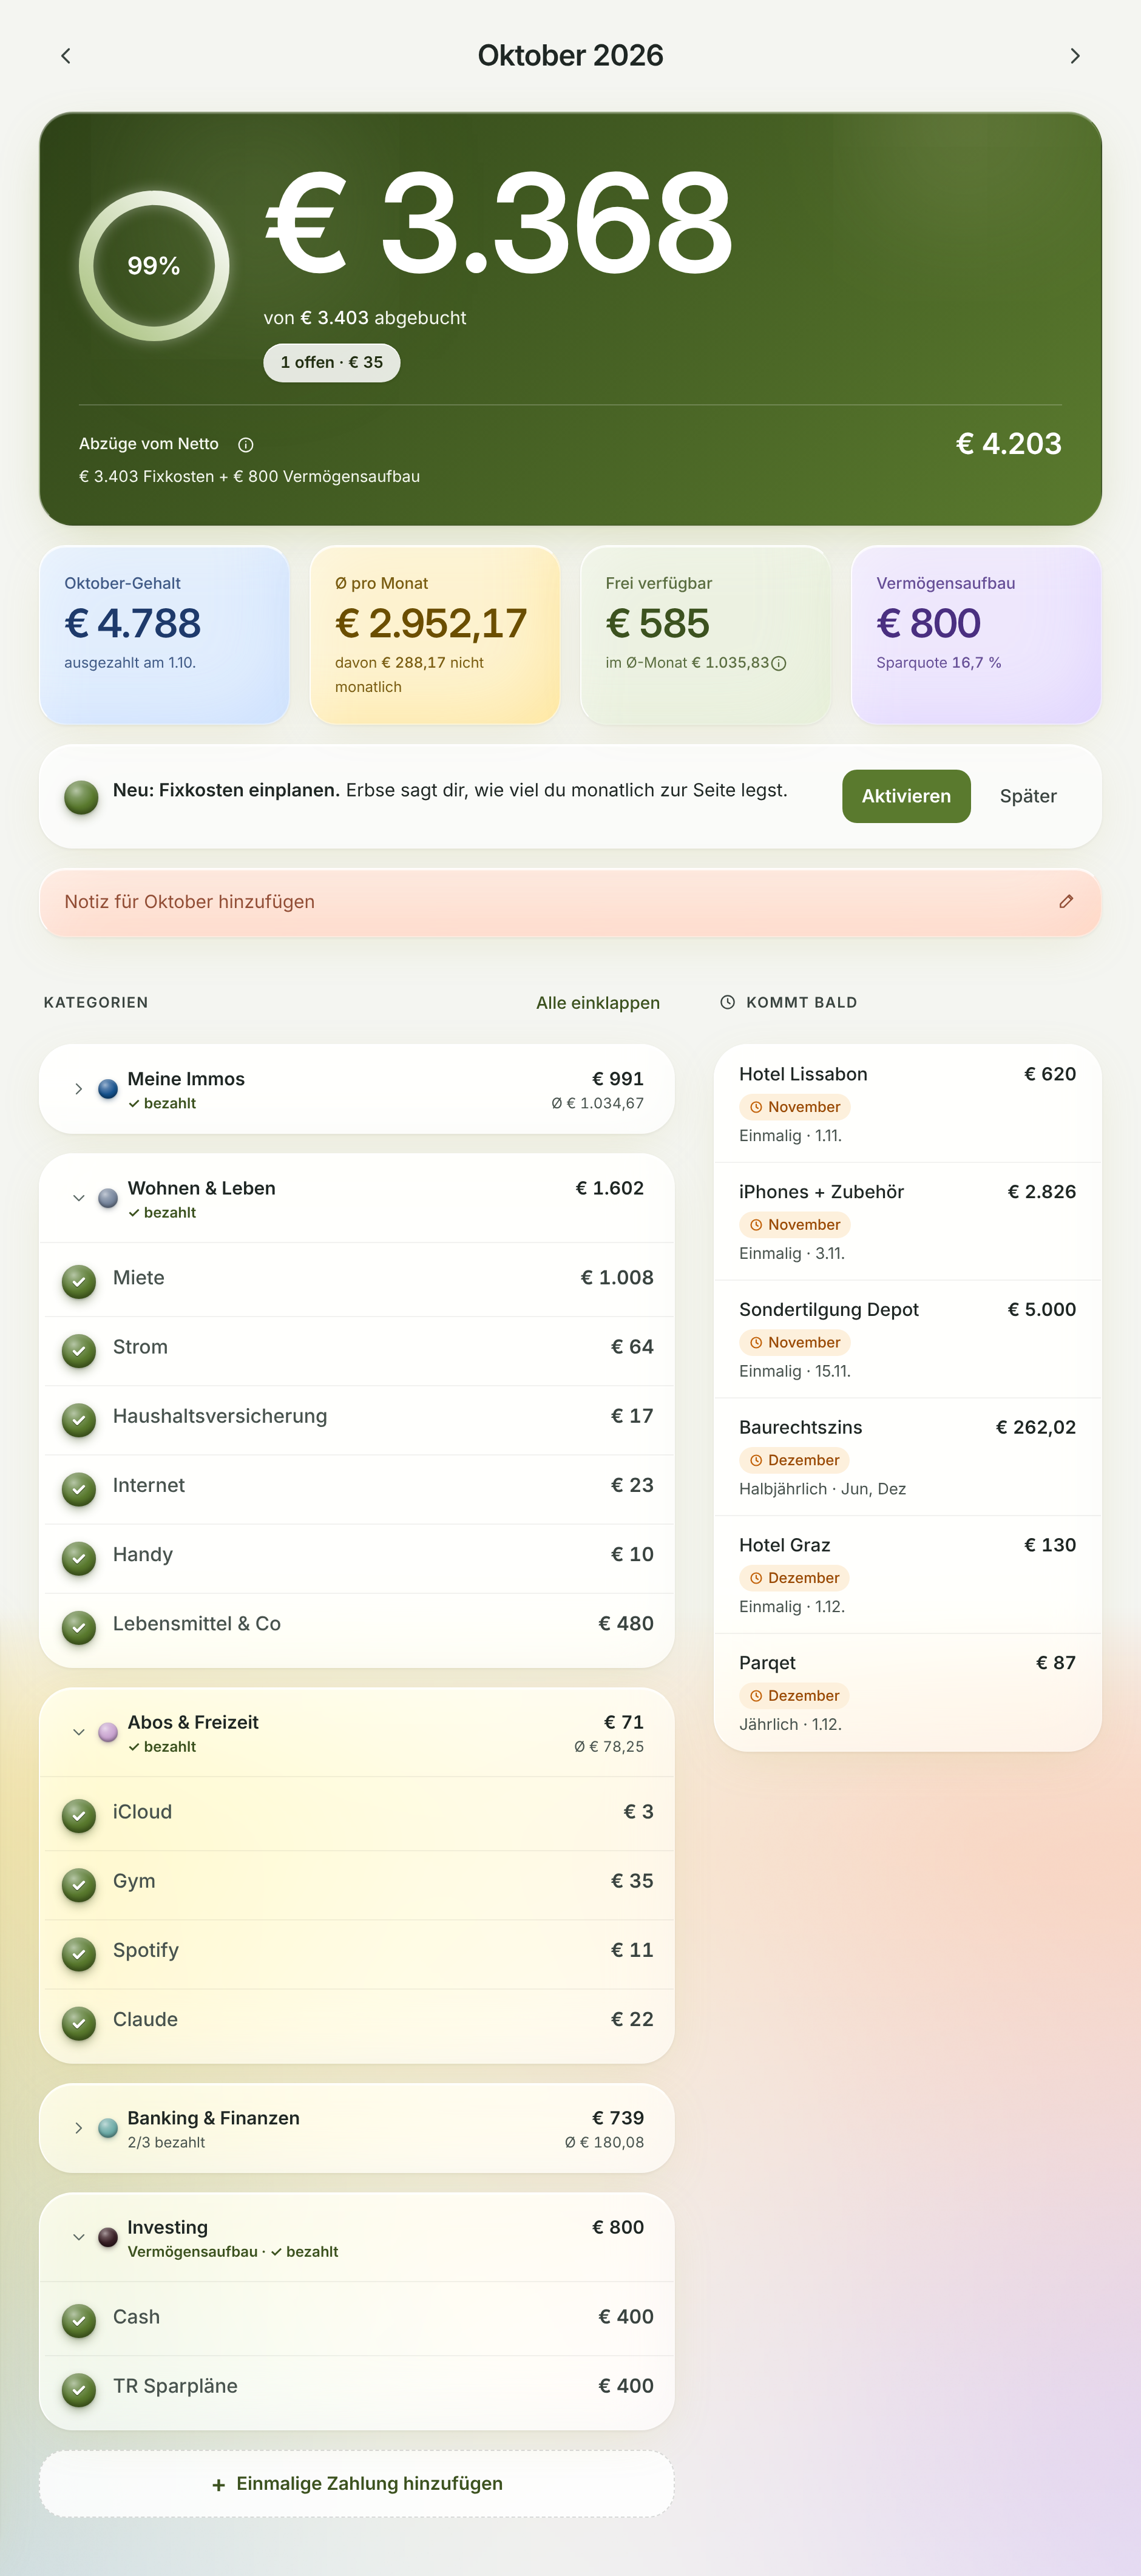 Oktober 2026
99%
€ 3.368
von € 3.403 abgebucht
1 offen · € 35
Abzüge vom Netto
€ 4.203
€ 3.403 Fixkosten + € 800 Vermögensaufbau
Oktober-Gehalt
€ 4.788
ausgezahlt am 1.10.
Ø pro Monat
€ 2.952,17
davon € 288,17 nicht
monatlich
Frei verfügbar
€ 585
im Ø-Monat € 1.035,83
Vermögensaufbau
€ 800
Sparquote 16,7 %
Neu: Fixkosten einplanen. Erbse sagt dir, wie viel du monatlich zur Seite legst.
Aktivieren
Später
Notiz für Oktober hinzufügen
KATEGORIEN
Alle einklappen
Meine Immos
€ 991
✓ bezahlt
Ø € 1.034,67
Wohnen & Leben
€ 1.602
✓ bezahlt
Miete
€ 1.008
Strom
€ 64
Haushaltsversicherung
€ 17
Internet
€ 23
Handy
€ 10
Lebensmittel & Co
€ 480
Abos & Freizeit
€ 71
✓ bezahlt
Ø € 78,25
iCloud
€ 3
Gym
€ 35
Spotify
€ 11
Claude
€ 22
Banking & Finanzen
€ 739
2/3 bezahlt
Ø € 180,08
Investing
€ 800
Vermögensaufbau · ✓ bezahlt
Cash
€ 400
TR Sparpläne
€ 400
+ Einmalige Zahlung hinzufügen
KOMMT BALD
Hotel Lissabon
€ 620
November
Einmalig · 1.11.
iPhones + Zubehör
€ 2.826
November
Einmalig · 3.11.
Sondertilgung Depot
€ 5.000
November
Einmalig · 15.11.
Baurechtszins
€ 262,02
Dezember
Halbjährlich · Jun, Dez
Hotel Graz
€ 130
Dezember
Einmalig · 1.12.
Parqet
€ 87
Dezember
Jährlich · 1.12.